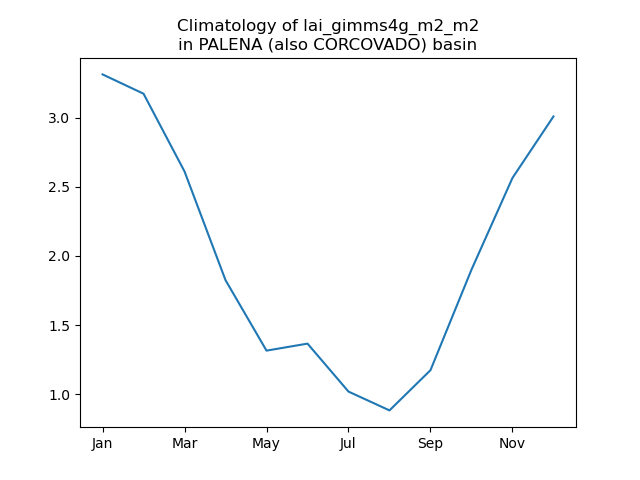 Climatology of lai_gimms4g_m2_m2
in PALENA (also CORCOVADO) basin
3.0
2.5
2.0
1.5
1.0
Jan Mar May Jul Sep Nov